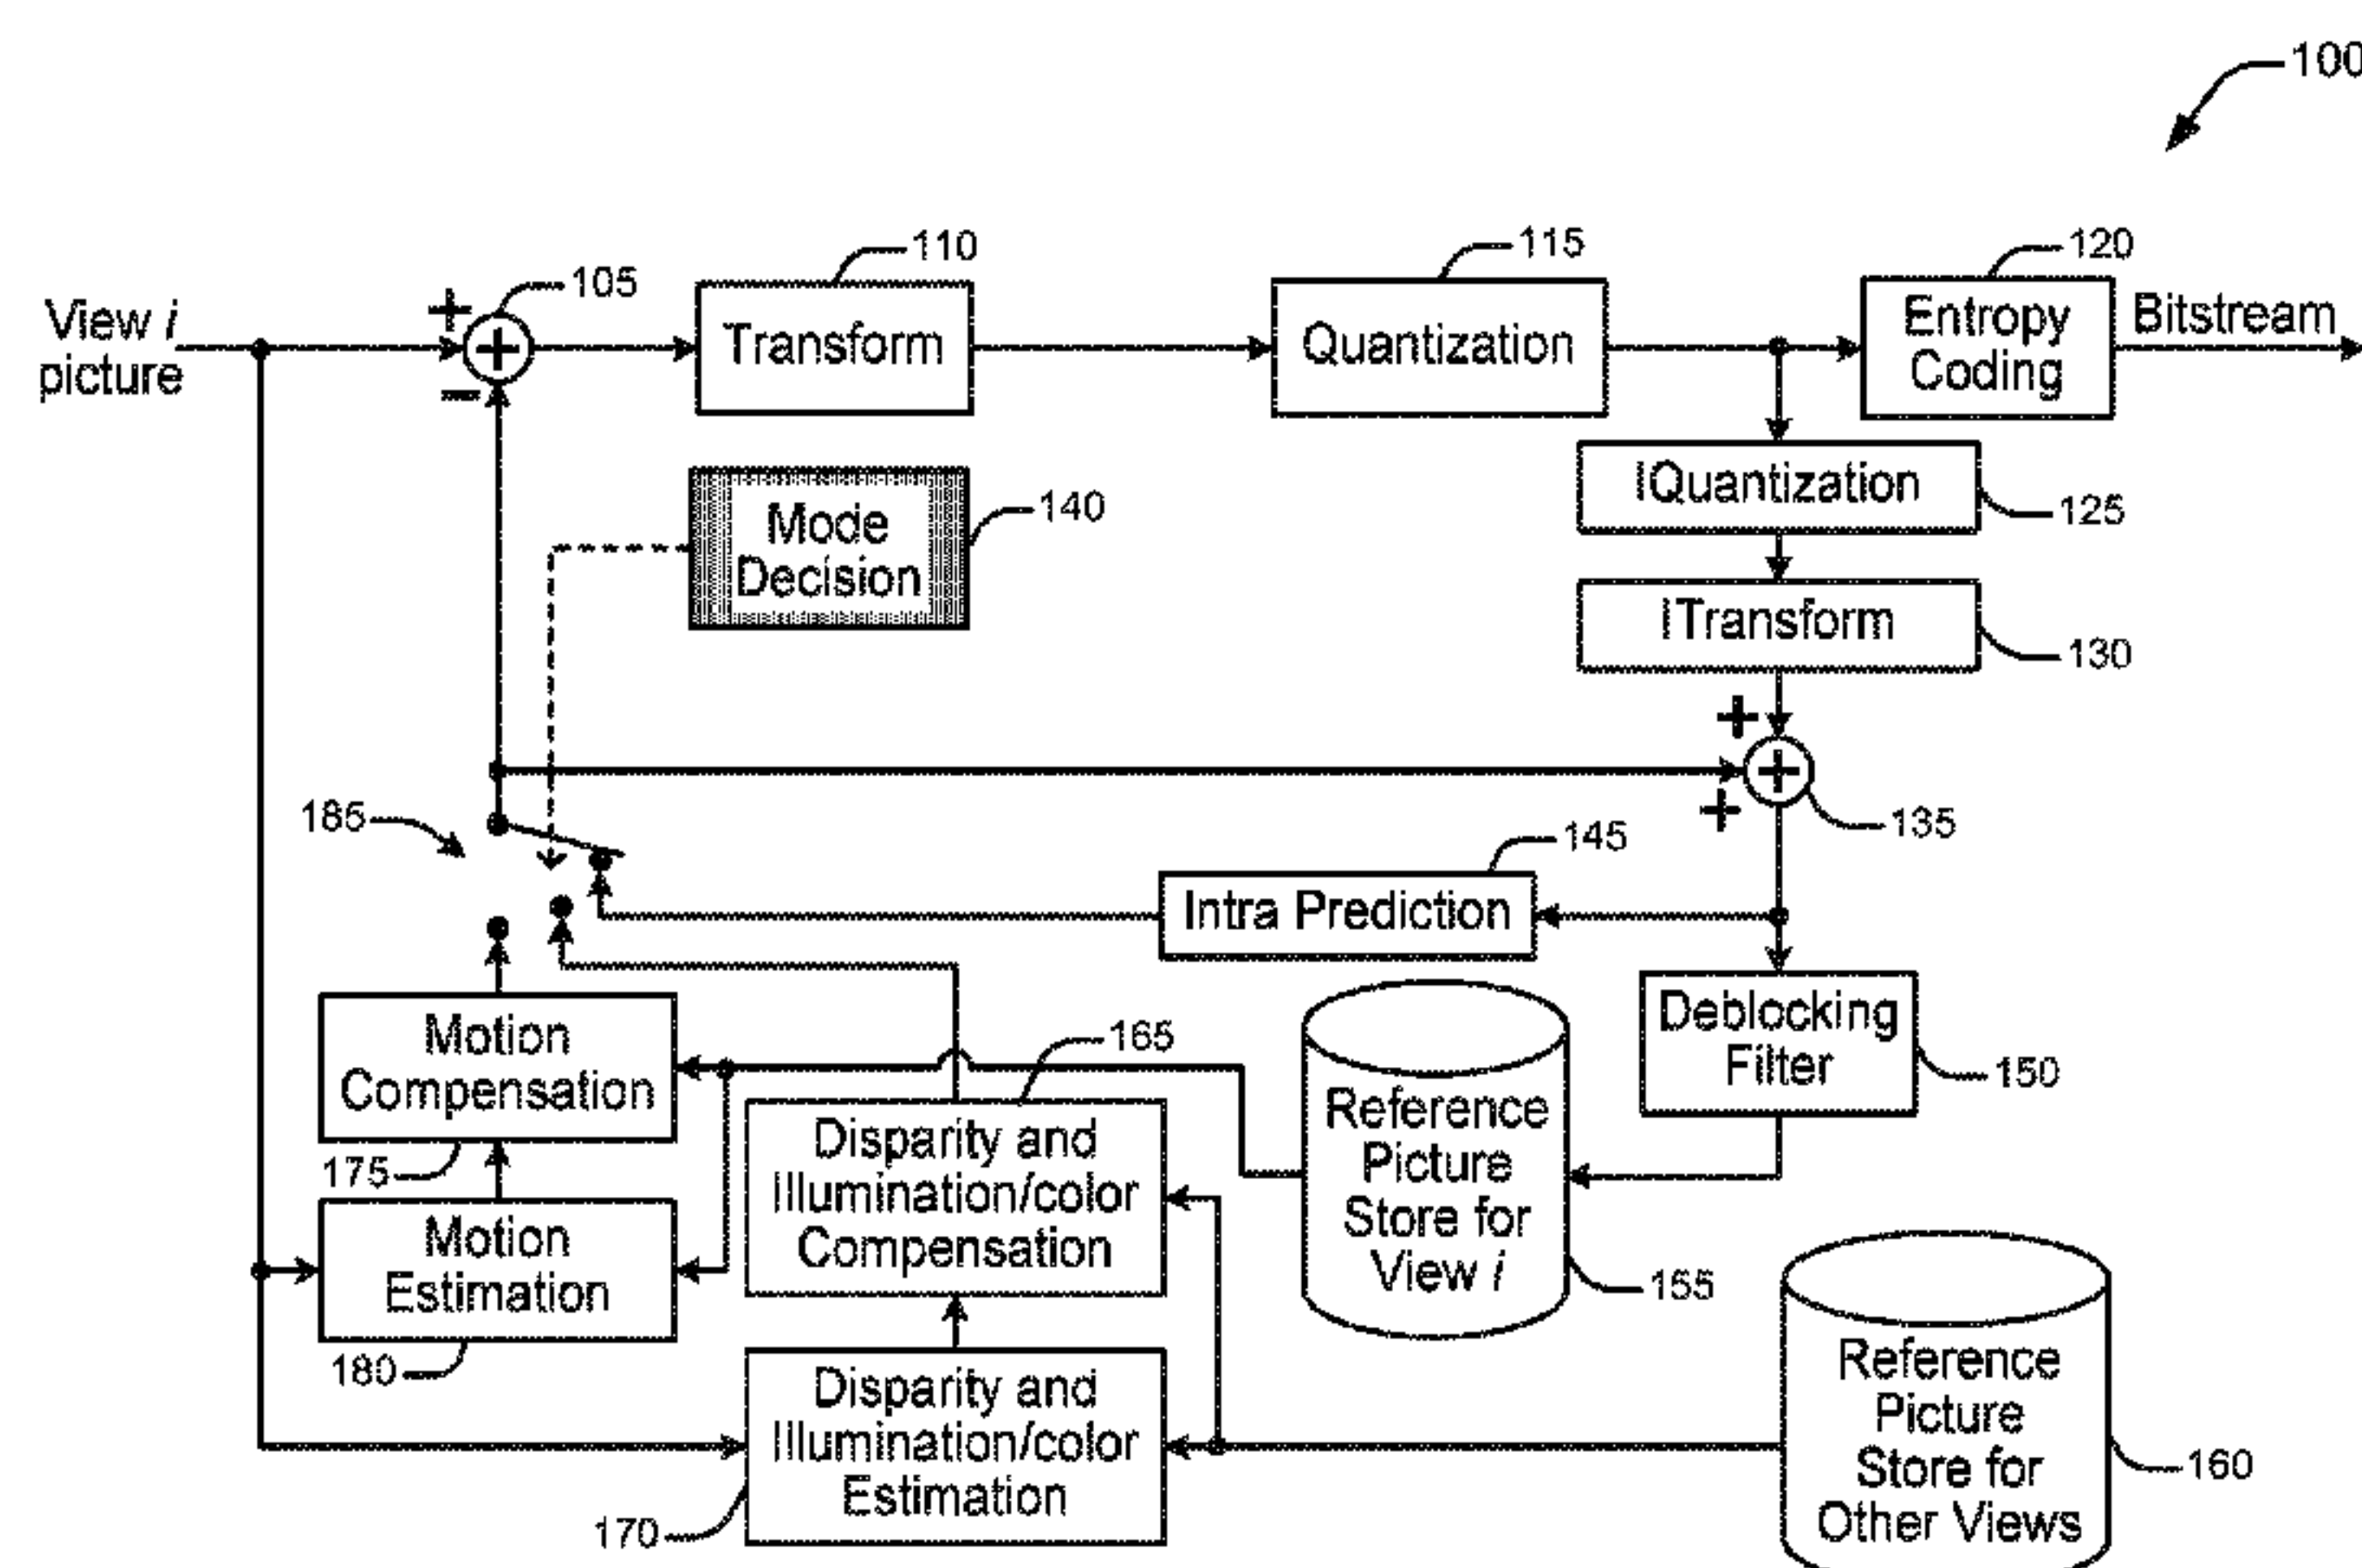 100
View i
picture
+
105
−
+
110
Transform
115
Quantization
120
Entropy
Coding
Bitstream
Mode
Decision
140
IQuantization
125
ITransform
130
+
+
+
135
185
145
Intra Prediction
Deblocking
Filter
150
Motion
Compensation
175
165
Disparity and
Illumination/color
Compensation
Reference
Picture
Store for
View i
155
Motion
Estimation
180
Disparity and
Illumination/color
Estimation
170
Reference
Picture
Store for
Other Views
160